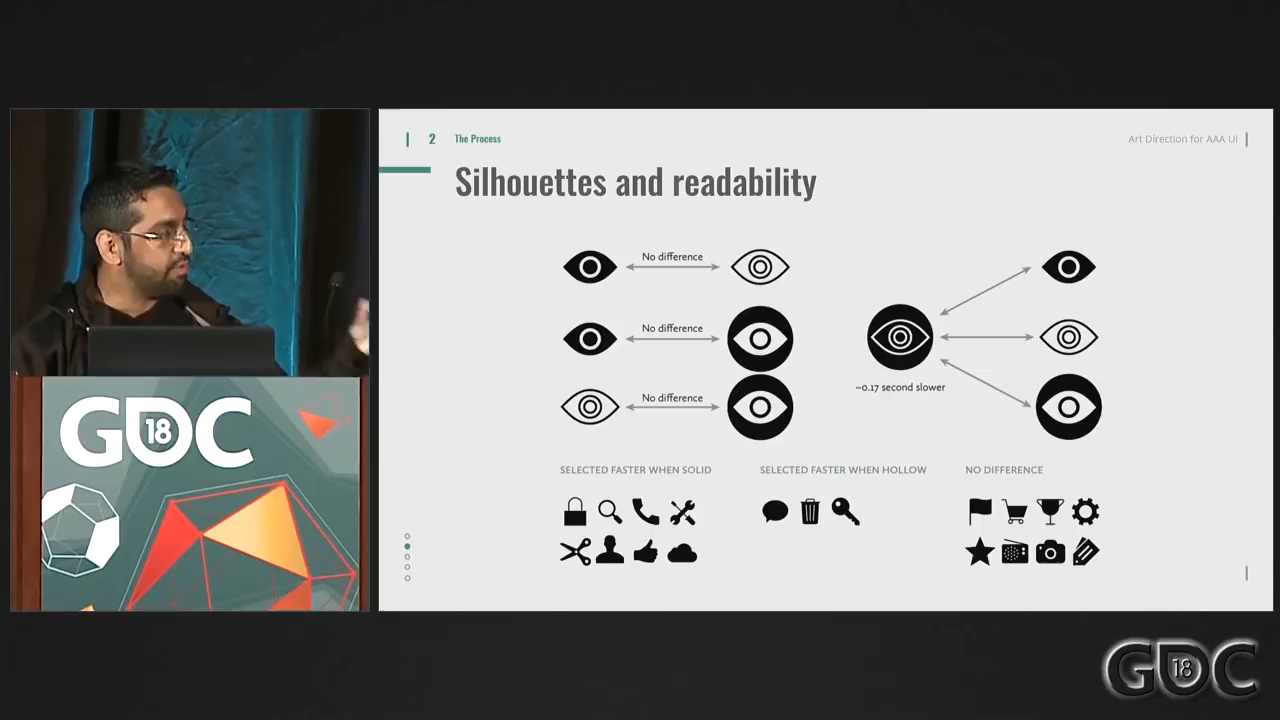 2 The Process
Art Direction for AAA UI
Silhouettes and readability
No difference
No difference
No difference
~0.17 second slower
SELECTED FASTER WHEN SOLID
SELECTED FASTER WHEN HOLLOW
NO DIFFERENCE
GDC 18
GDC 18